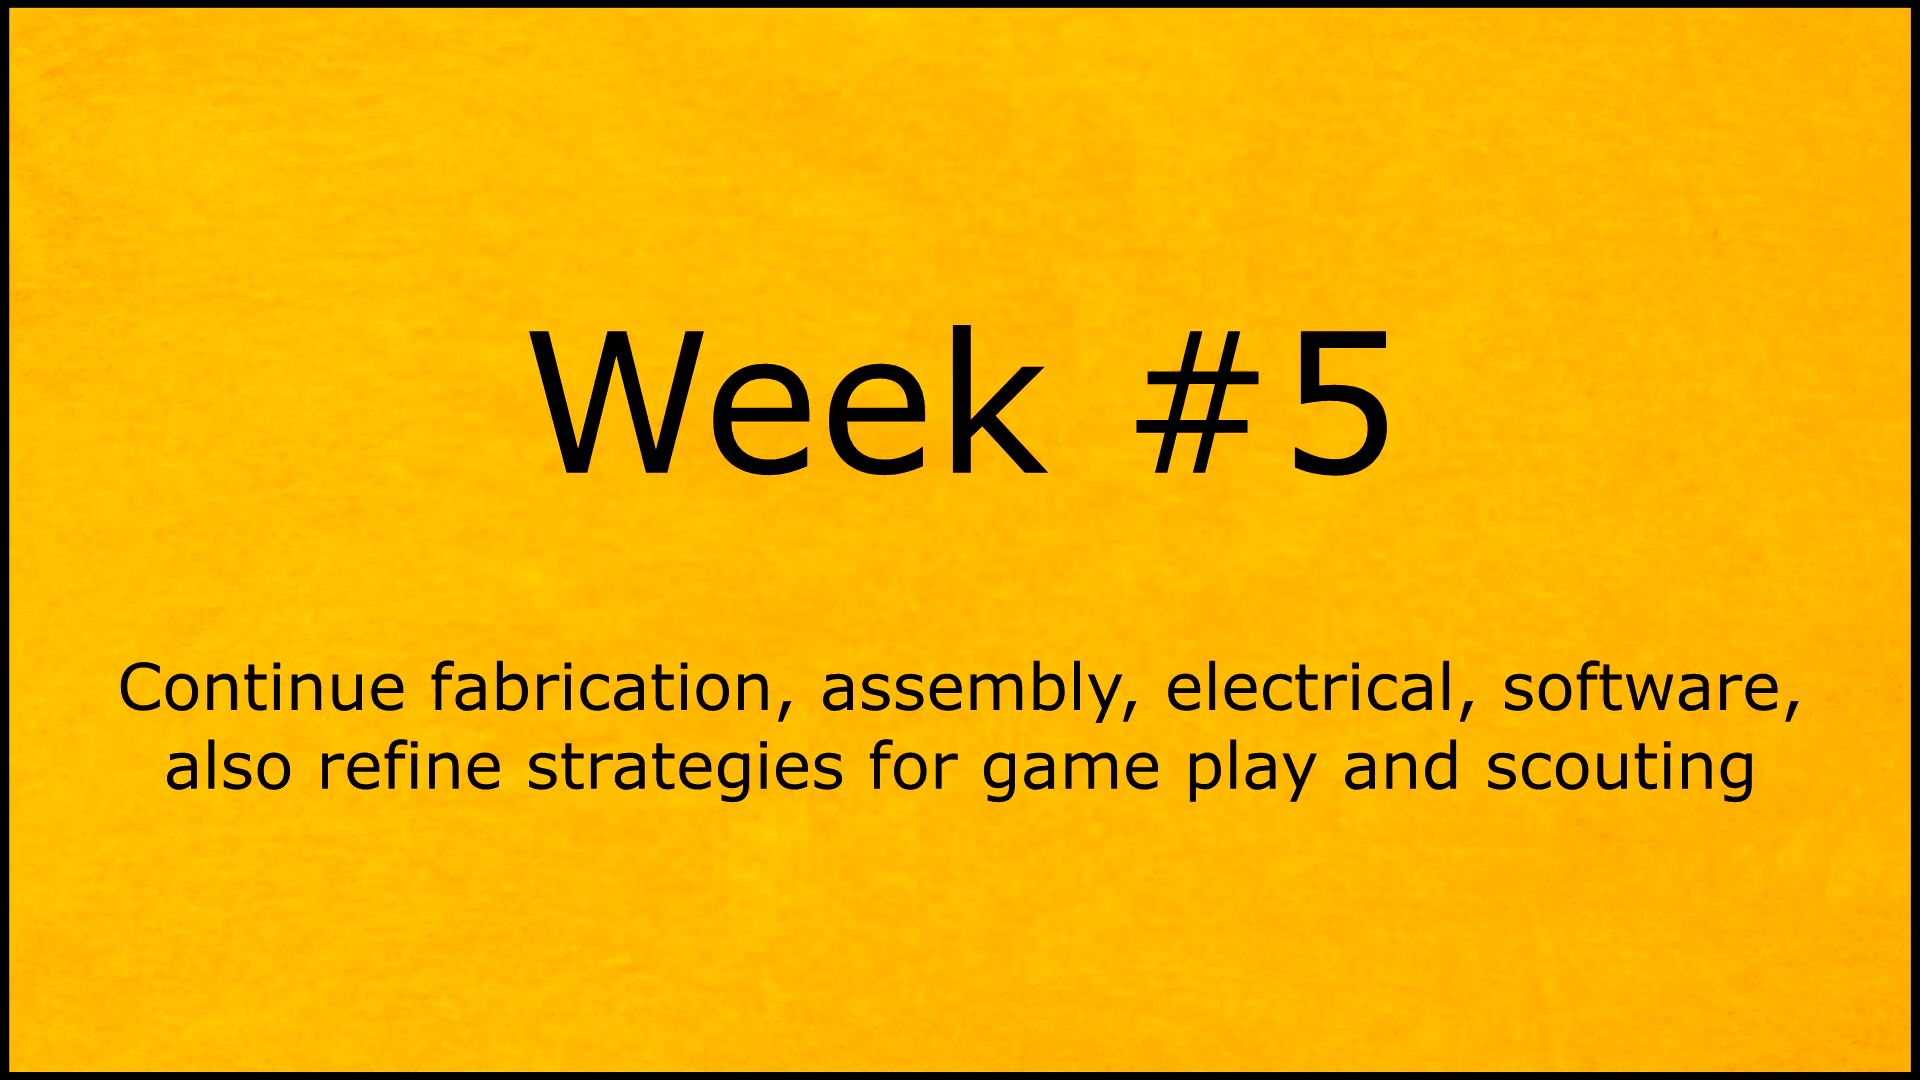 Week #5
Continue fabrication, assembly, electrical, software,
also refine strategies for game play and scouting